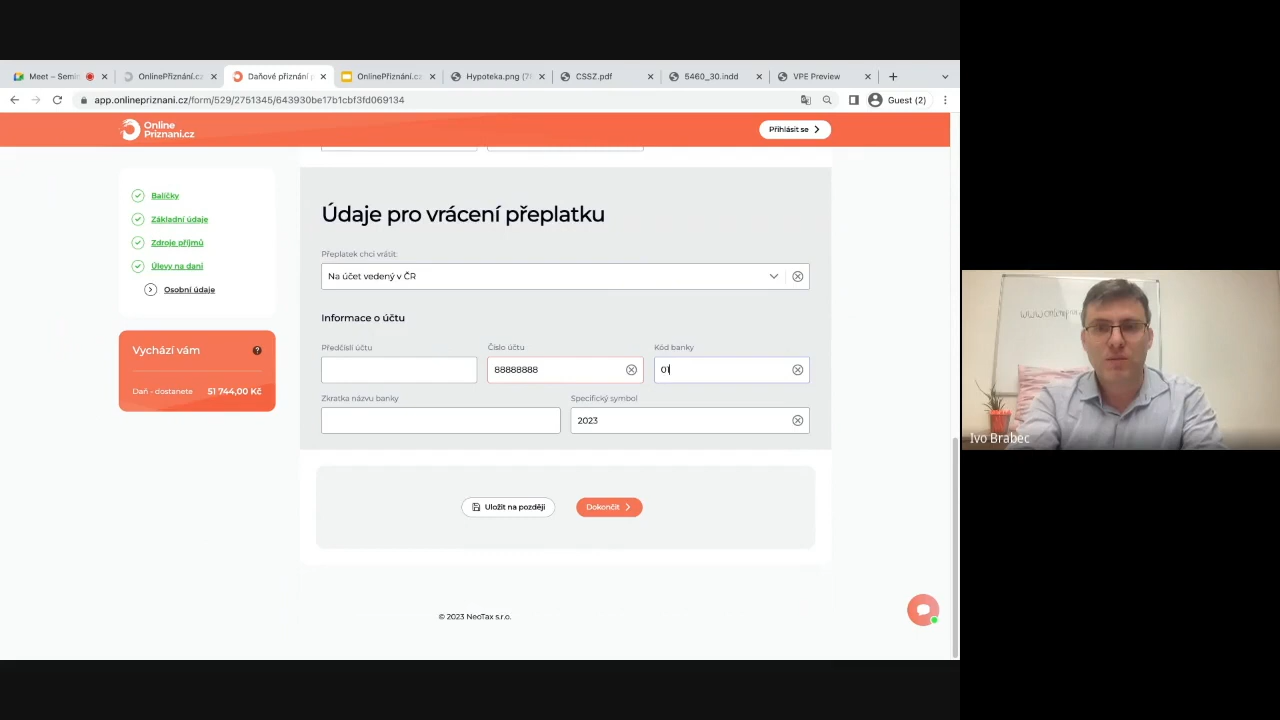 Meet – Semi
OnlinePřiznání.cz
Daňové přiznání p
OnlinePřiznání.cz
Hypoteka.png (7
CSSZ.pdf
5460_30.indd
VPE Preview
app.onlinepriznani.cz/form/529/2751345/643930be17b1cbf3fd069134
Guest (2)
Online
Priznani.cz
Přihlásit se
Balíčky
Základní údaje
Zdroje příjmů
Úlevy na dani
Osobní údaje
Vychází vám
?
Daň - dostanete 51 744,00 Kč
Údaje pro vrácení přeplatku
Přeplatek chci vrátit:
Na účet vedený v ČR
Informace o účtu
Předčíslí účtu
Číslo účtu
Kód banky
88888888
01
Zkratka názvu banky
Specifický symbol
2023
Uložit na později
Dokončit
© 2023 NeoTax s.r.o.
Ivo Brabec